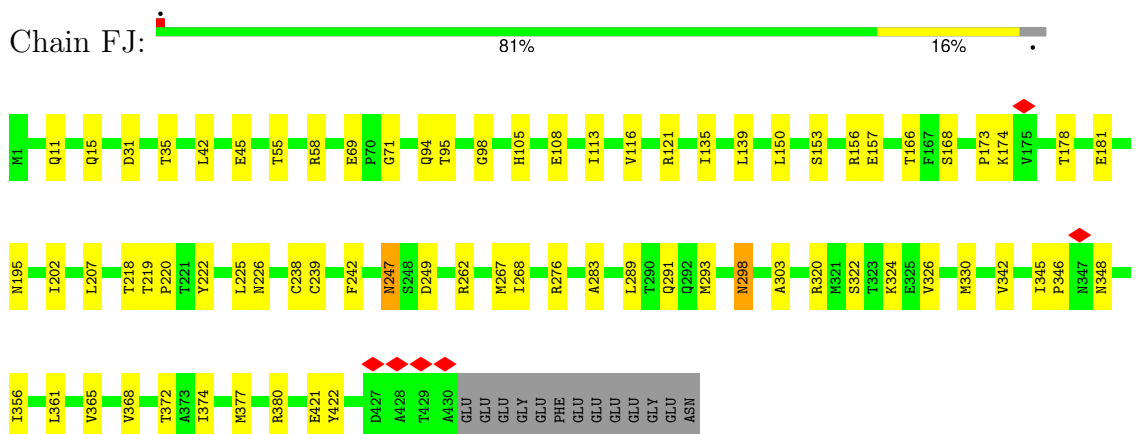 Chain FJ:
81% 16%
M1 Q11 Q15 D31 T35 L42 E45 T55 R58 E69 P70 G71 Q94 T95 G98 H105 E108 I113 V116 R121 I135 L139 L150 S153 R156 E157 T166 F167 S168 P173 K174 V175 T178 E181
N195 I202 L207 T218 T219 P220 T221 Y222 L225 N226 C238 C239 F242 N247 S248 D249 R262 M267 I268 R276 A283 L289 T290 Q291 Q292 M293 N298 A303 R320 M321 S322 T323 K324 E325 V326 M330 V342 I345 P346 N347 N348
I356 L361 V365 V368 T372 A373 I374 M377 R380 E421 Y422 D427 A428 T429 A430 GLU GLU GLU GLY GLU PHE GLU GLU GLU GLU GLY GLU ASN